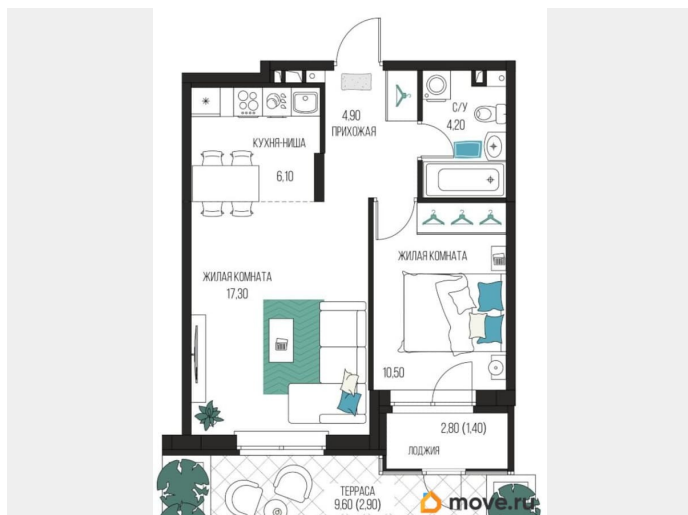 4.90
ПРИХОЖАЯ
С/У
4.20
КУХНЯ-НИША
6,10
ЖИЛАЯ КОМНАТА
ЖИЛАЯ КОМНАТА
17.30
10,50
2,80 (1,40)
ЛОДЖИЯ
ТЕРРАСА
9.60 (2,90)
move.ru